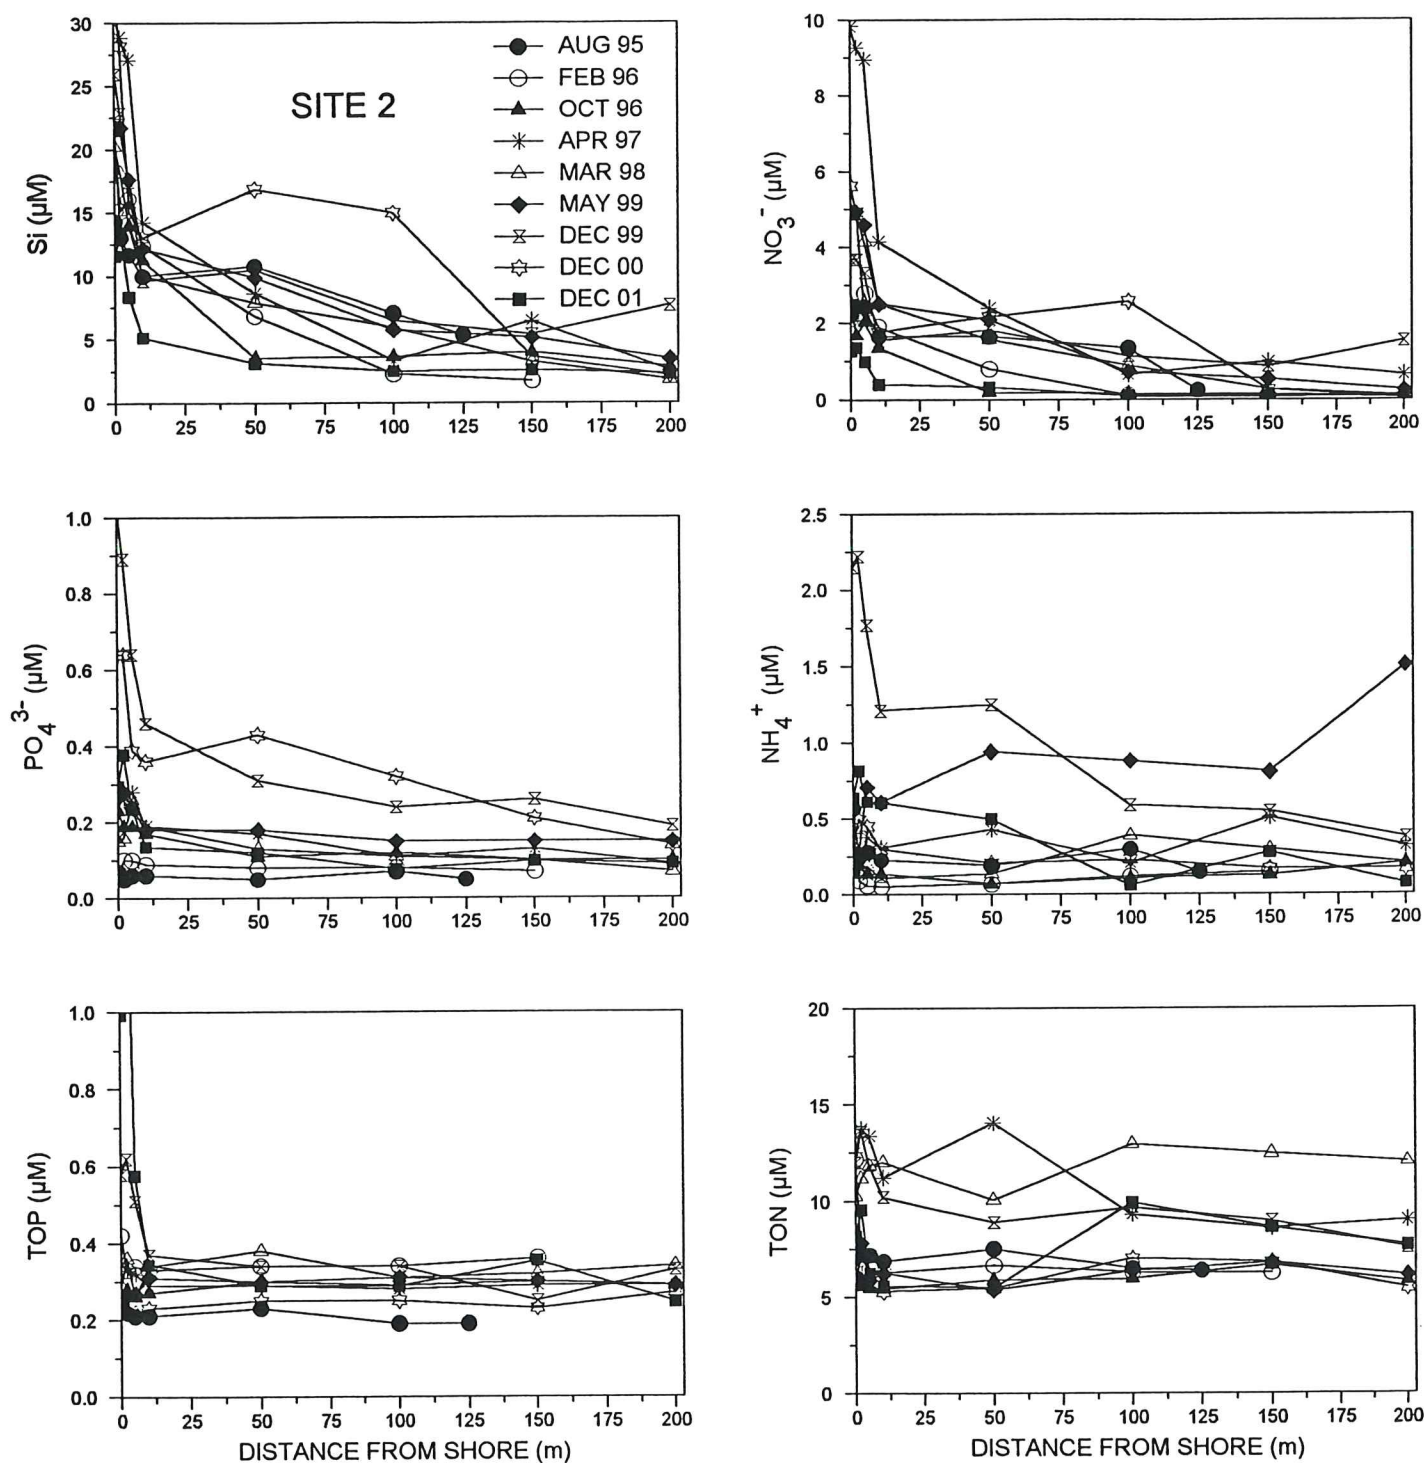 30
25
20
15
10
5
0
Si (µM)
SITE 2
AUG 95
FEB 96
OCT 96
APR 97
MAR 98
MAY 99
DEC 99
DEC 00
DEC 01
0 25 50 75 100 125 150 175 200
10
8
6
4
2
0
NO₃⁻ (µM)
0 25 50 75 100 125 150 175 200
1.0
0.8
0.6
0.4
0.2
0.0
PO₄³⁻ (µM)
0 25 50 75 100 125 150 175 200
2.5
2.0
1.5
1.0
0.5
0.0
NH₄⁺ (µM)
0 25 50 75 100 125 150 175 200
1.0
0.8
0.6
0.4
0.2
0.0
TOP (µM)
0 25 50 75 100 125 150 175 200
DISTANCE FROM SHORE (m)
20
15
10
5
0
TON (µM)
0 25 50 75 100 125 150 175 200
DISTANCE FROM SHORE (m)